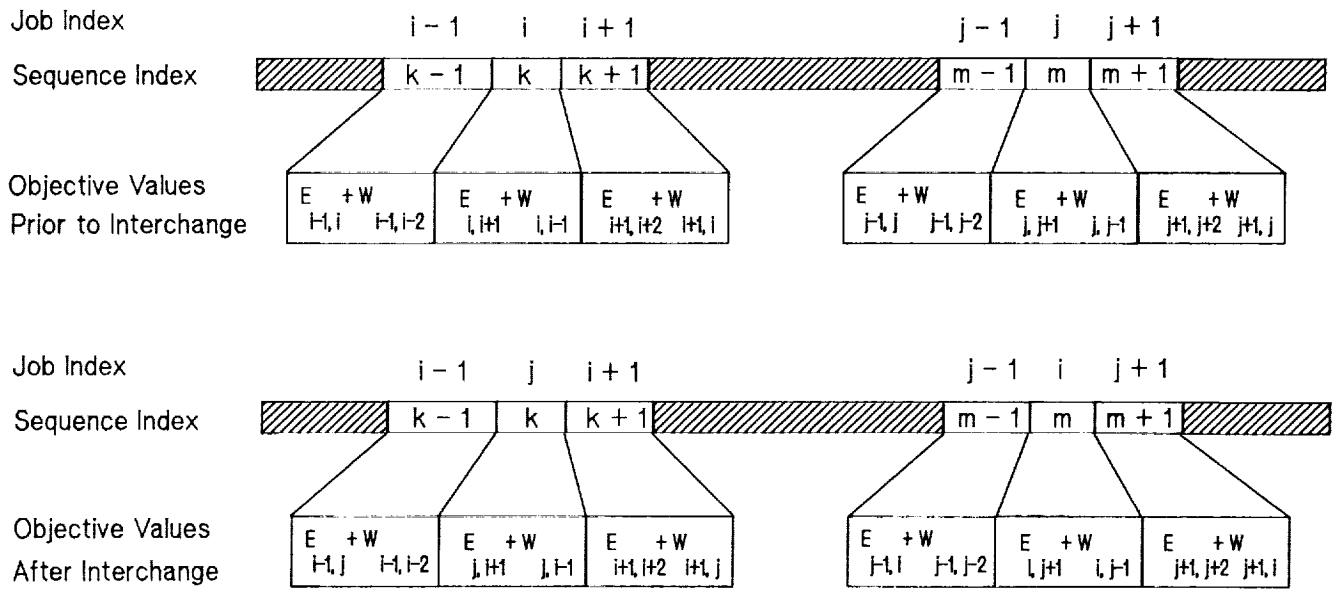 Job Index i − 1 i i + 1 j − 1 j j + 1
Sequence Index k − 1 k k + 1 m − 1 m m + 1
Objective Values
Prior to Interchange
E + W E + W E + W E + W E + W E + W
i−1, i i−1, i−2 i, i+1 i, i−1 i+1, i+2 i+1, i j−1, j j−1, j−2 j, j+1 j, j−1 j+1, j+2 j+1, j
Job Index i − 1 j i + 1 j − 1 i j + 1
Sequence Index k − 1 k k + 1 m − 1 m m + 1
Objective Values
After Interchange
E + W E + W E + W E + W E + W E + W
i−1, j i−1, i−2 j, i+1 j, i−1 i+1, i+2 i+1, j j−1, i j−1, j−2 i, j+1 i, j−1 j+1, j+2 j+1, i